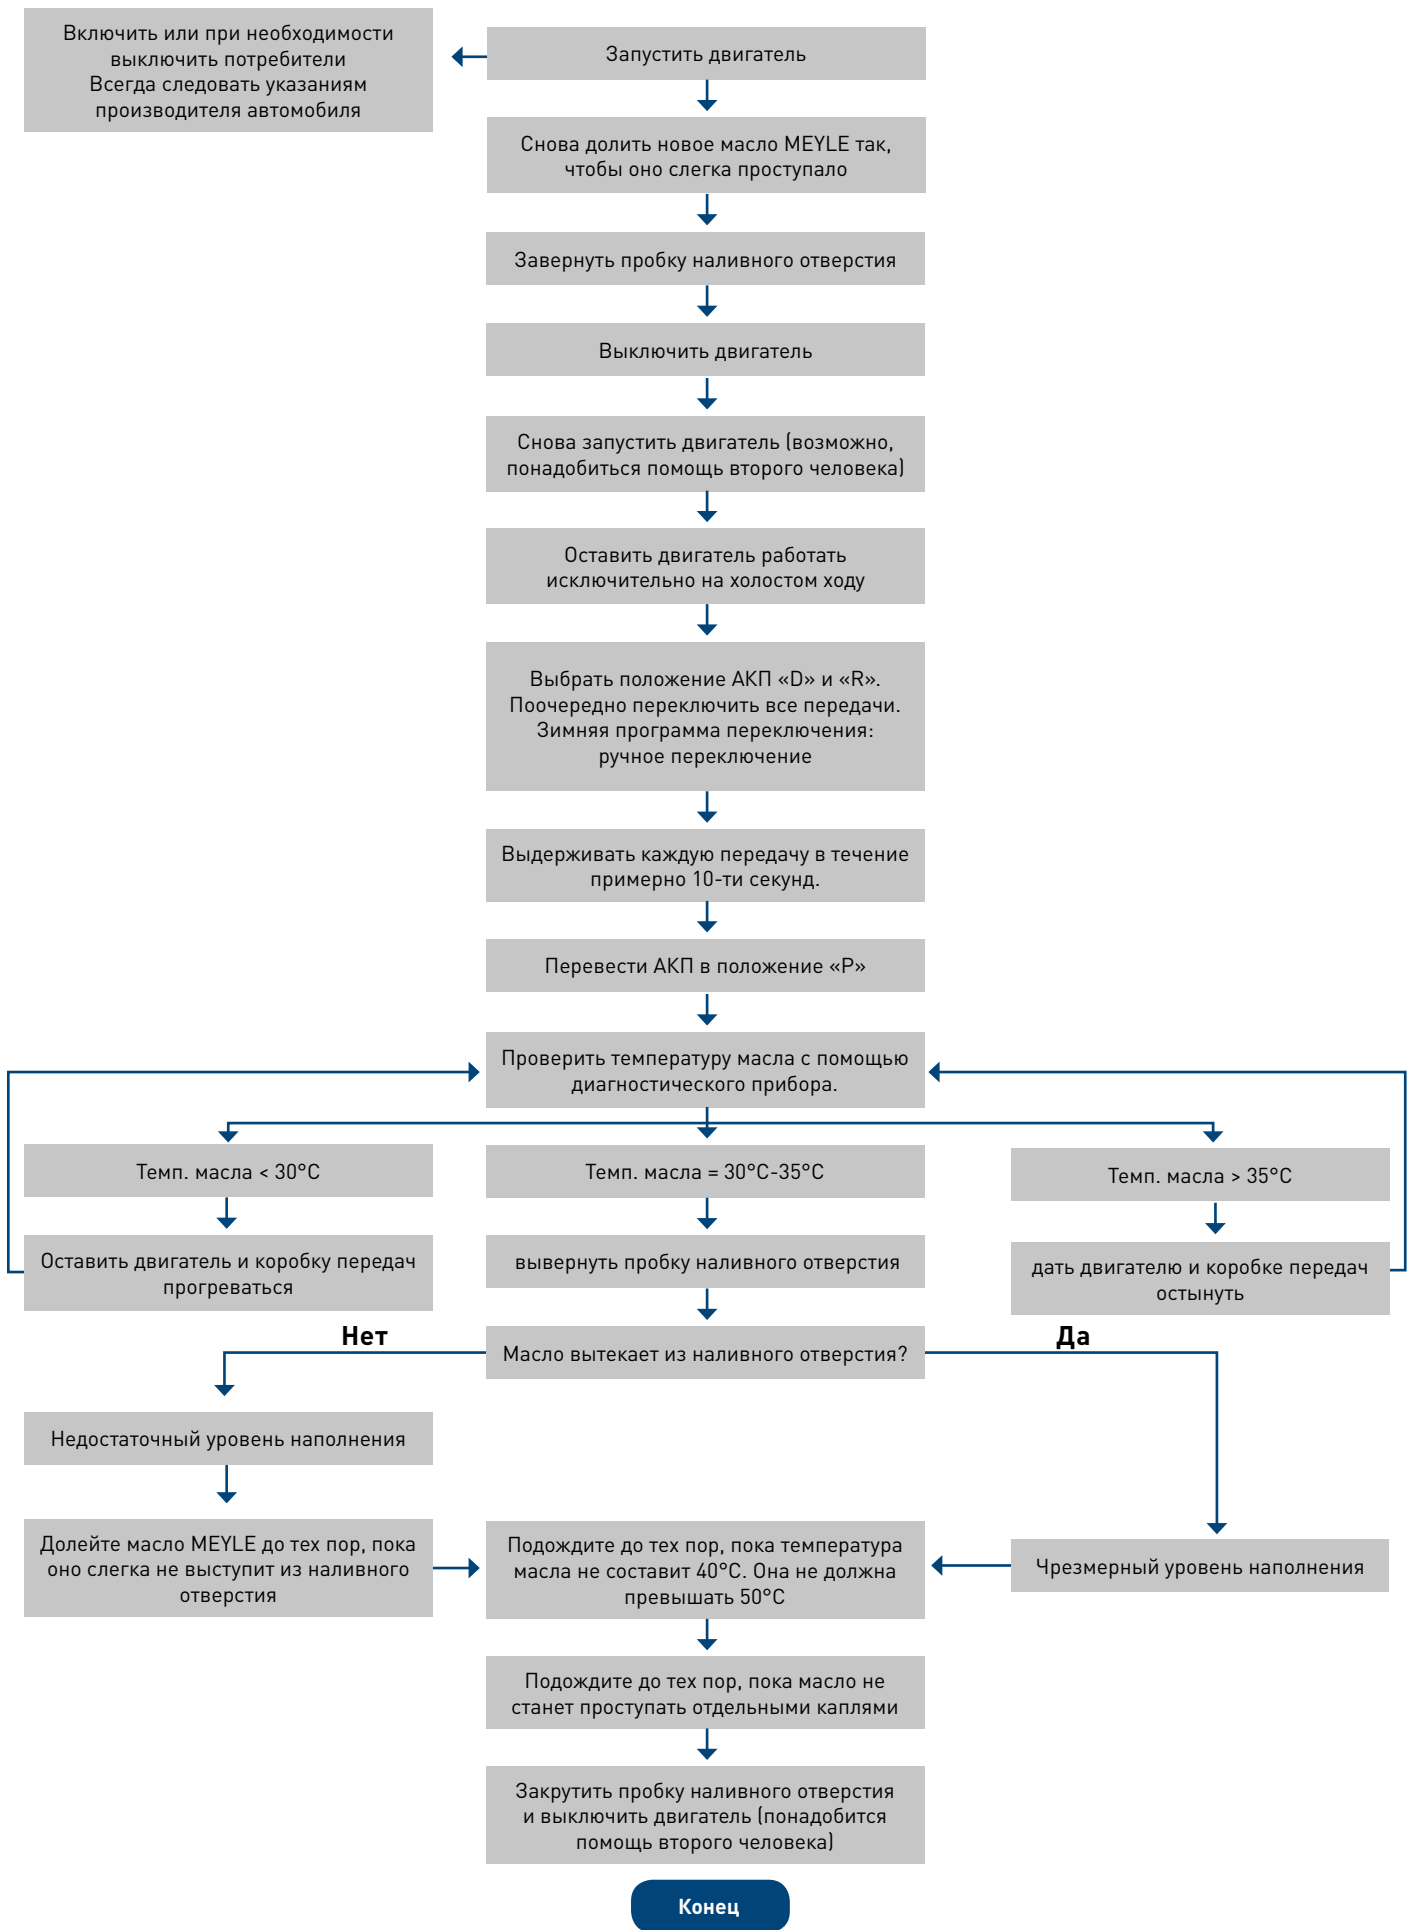 Включить или при необходимости
выключить потребители
Всегда следовать указаниям
производителя автомобиля
Запустить двигатель
Снова долить новое масло MEYLE так,
чтобы оно слегка проступало
Завернуть пробку наливного отверстия
Выключить двигатель
Снова запустить двигатель (возможно,
понадобиться помощь второго человека)
Оставить двигатель работать
исключительно на холостом ходу
Выбрать положение АКП «D» и «R».
Поочередно переключить все передачи.
Зимняя программа переключения:
ручное переключение
Выдерживать каждую передачу в течение
примерно 10-ти секунд.
Перевести АКП в положение «P»
Проверить температуру масла с помощью
диагностического прибора.
Темп. масла < 30°C
Темп. масла = 30°C-35°C
Темп. масла > 35°C
Оставить двигатель и коробку передач
прогреваться
вывернуть пробку наливного отверстия
дать двигателю и коробке передач
остынуть
Нет
Масло вытекает из наливного отверстия?
Да
Недостаточный уровень наполнения
Долейте масло MEYLE до тех пор, пока
оно слегка не выступит из наливного
отверстия
Подождите до тех пор, пока температура
масла не составит 40°C. Она не должна
превышать 50°C
Чрезмерный уровень наполнения
Подождите до тех пор, пока масло не
станет проступать отдельными каплями
Закрутить пробку наливного отверстия
и выключить двигатель (понадобится
помощь второго человека)
Конец